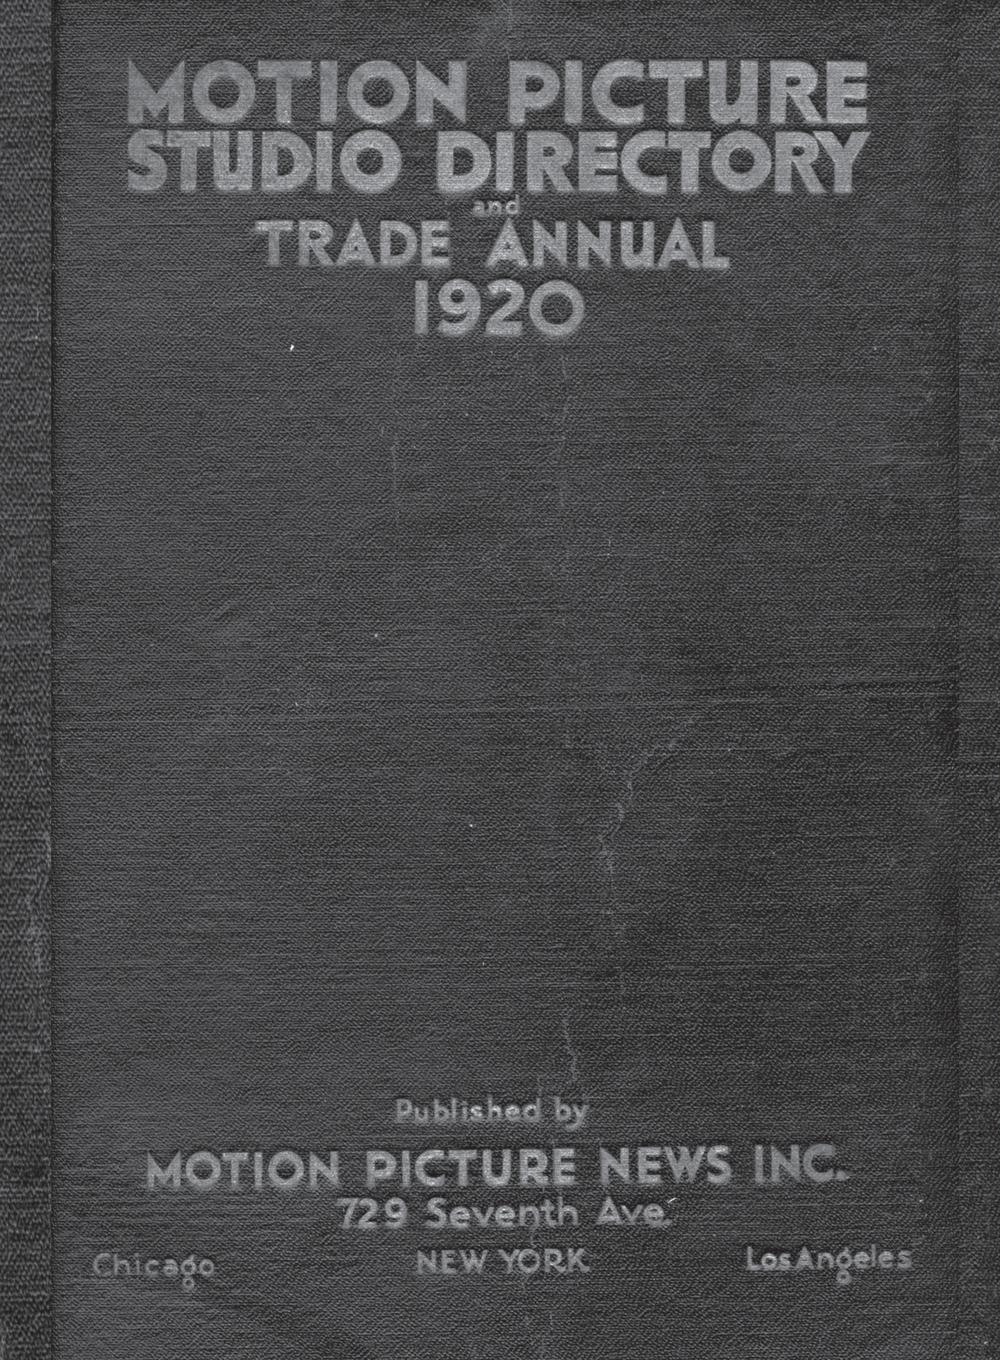 MOTION PICTURE
STUDIO DIRECTORY
and
TRADE ANNUAL
1920
Published by
MOTION PICTURE NEWS INC.
729 Seventh Ave.
Chicago NEW YORK Los Angeles